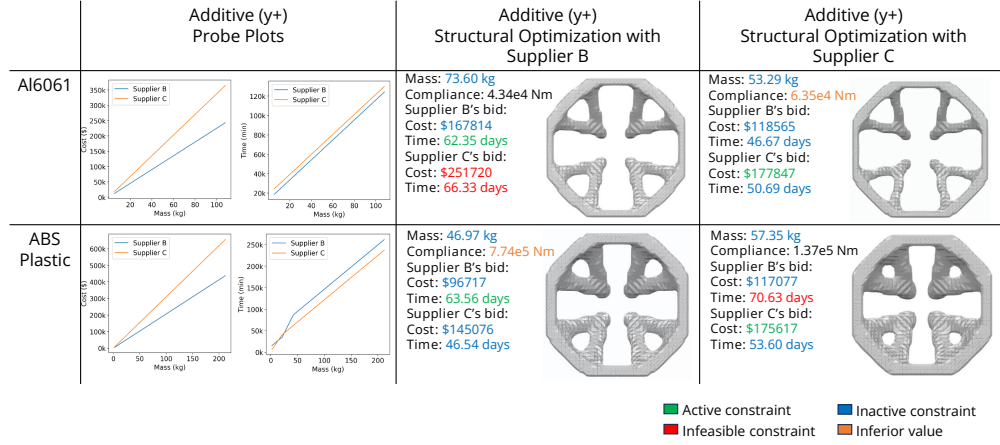 Additive (y+)
Probe Plots
Additive (y+)
Structural Optimization with
Supplier B
Additive (y+)
Structural Optimization with
Supplier C
Al6061
Cost ($)
350k
300k
250k
200k
150k
100k
50k
0k
Supplier B
Supplier C
20 40 60 80 100
Mass (kg)
Time (min)
120k
100k
80k
60k
40k
20k
Supplier B
Supplier C
20 40 60 80 100
Mass (kg)
Mass: 73.60 kg
Compliance: 4.34e4 Nm
Supplier B's bid:
Cost: $167814
Time: 62.35 days
Supplier C's bid:
Cost: $251720
Time: 66.33 days
Mass: 53.29 kg
Compliance: 6.35e4 Nm
Supplier B's bid:
Cost: $118565
Time: 46.67 days
Supplier C's bid:
Cost: $177847
Time: 50.69 days
ABS
Plastic
Cost ($)
600k
500k
400k
300k
200k
100k
0k
Supplier B
Supplier C
0 50 100 150 200
Mass (kg)
Time (min)
250k
200k
150k
100k
50k
0k
Supplier B
Supplier C
0 50 100 150 200
Mass (kg)
Mass: 46.97 kg
Compliance: 7.74e5 Nm
Supplier B's bid:
Cost: $96717
Time: 63.56 days
Supplier C's bid:
Cost: $145076
Time: 46.54 days
Mass: 57.35 kg
Compliance: 1.37e5 Nm
Supplier B's bid:
Cost: $117077
Time: 70.63 days
Supplier C's bid:
Cost: $175617
Time: 53.60 days
Active constraint
Inactive constraint
Infeasible constraint
Inferior value